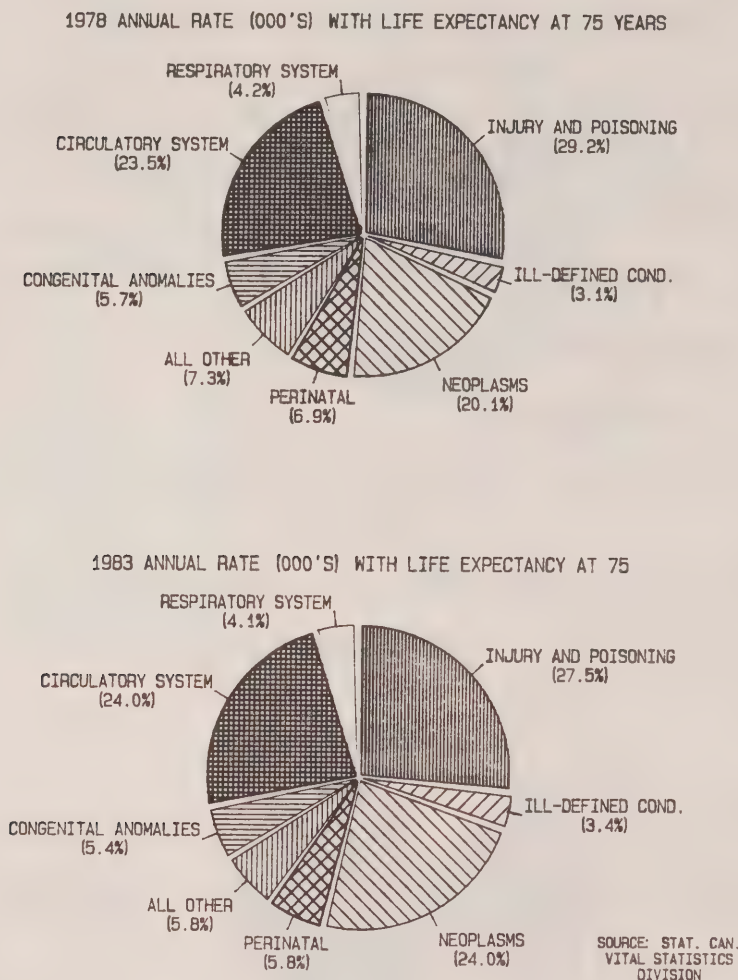 1978 ANNUAL RATE (000'S) WITH LIFE EXPECTANCY AT 75 YEARS
RESPIRATORY SYSTEM
(4.2%)
INJURY AND POISONING
(29.2%)
CIRCULATORY SYSTEM
(23.5%)
CONGENITAL ANOMALIES
(5.7%)
ILL-DEFINED COND.
(3.1%)
ALL OTHER
(7.3%)
PERINATAL
(6.9%)
NEOPLASMS
(20.1%)
1983 ANNUAL RATE (000'S) WITH LIFE EXPECTANCY AT 75
RESPIRATORY SYSTEM
(4.1%)
INJURY AND POISONING
(27.5%)
CIRCULATORY SYSTEM
(24.0%)
ILL-DEFINED COND.
(3.4%)
CONGENITAL ANOMALIES
(5.4%)
ALL OTHER
(5.8%)
PERINATAL
(5.8%)
NEOPLASMS
(24.0%)
SOURCE: STAT. CAN.
VITAL STATISTICS
DIVISION